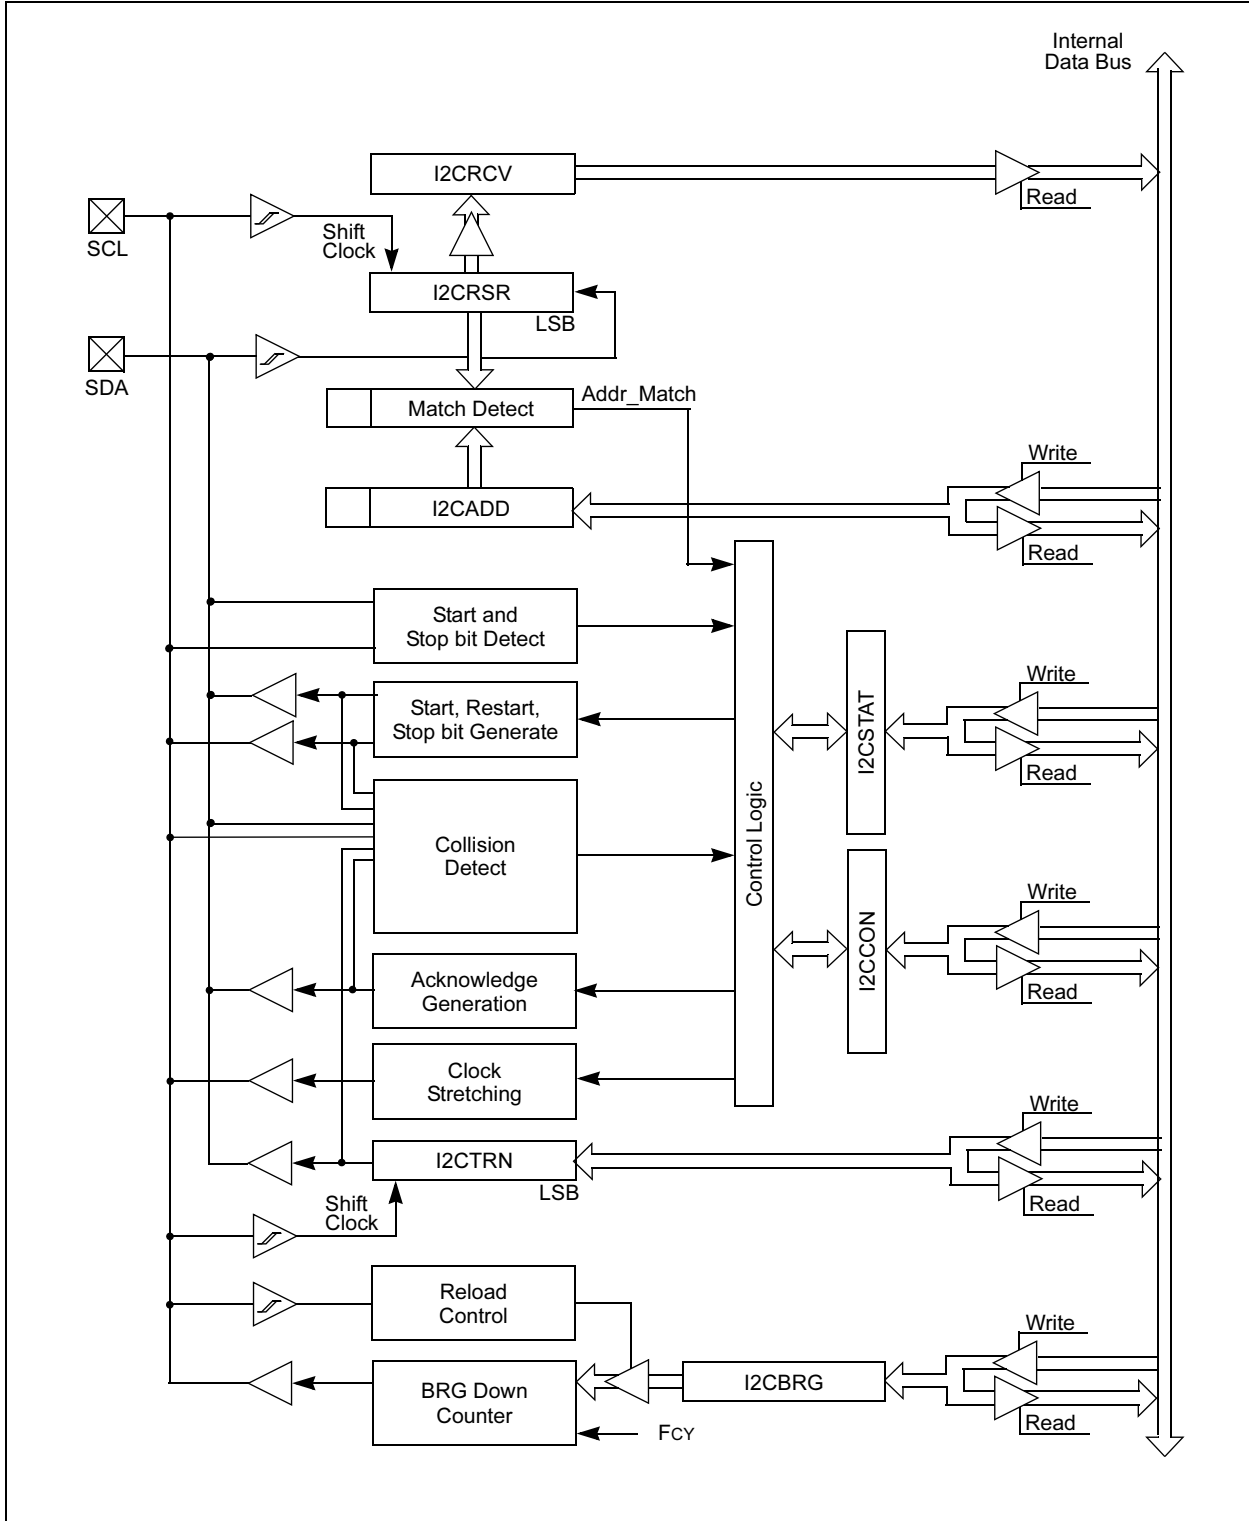 Internal
Data Bus
I2CRCV
Read
SCL
Shift
Clock
I2CRSR
LSB
SDA
Match Detect
Addr_Match
Write
I2CADD
Read
Start and
Stop bit Detect
Write
Start, Restart,
Stop bit Generate
I2CSTAT
Read
Control Logic
Collision
Detect
Write
I2CCON
Acknowledge
Generation
Read
Clock
Stretching
Write
I2CTRN
LSB
Read
Shift
Clock
Reload
Control
Write
BRG Down
Counter
I2CBRG
Read
FCY